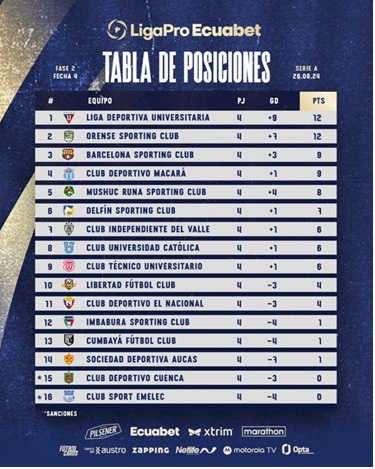 LigaPro Ecuabet
FASE 2
FECHA 4
TABLA DE POSICIONES
SERIE A
26.08.24
# EQUIPO PJ GD PTS
1 LIGA DEPORTIVA UNIVERSITARIA 4 +9 12
2 ORENSE SPORTING CLUB 4 +7 12
3 BARCELONA SPORTING CLUB 4 +3 9
4 CLUB DEPORTIVO MACARÁ 4 +1 9
5 MUSHUC RUNA SPORTING CLUB 4 +4 8
6 DELFÍN SPORTING CLUB 4 +1 7
7 CLUB INDEPENDIENTE DEL VALLE 4 +1 6
8 CLUB UNIVERSIDAD CATÓLICA 4 +1 6
9 CLUB TÉCNICO UNIVERSITARIO 4 +1 6
10 LIBERTAD FÚTBOL CLUB 4 -3 4
11 CLUB DEPORTIVO EL NACIONAL 4 -3 4
12 IMBABURA SPORTING CLUB 4 -4 1
13 CUMBAYÁ FÚTBOL CLUB 4 -4 1
14 SOCIEDAD DEPORTIVA AUCAS 4 -7 1
*15 CLUB DEPORTIVO CUENCA 4 -3 0
*16 CLUB SPORT EMELEC 4 -4 0
*SANCIONES
PILSENER Ecuabet xtrim marathon
FÚTBOL austro ZAPPING Netlife motorola TV Opta